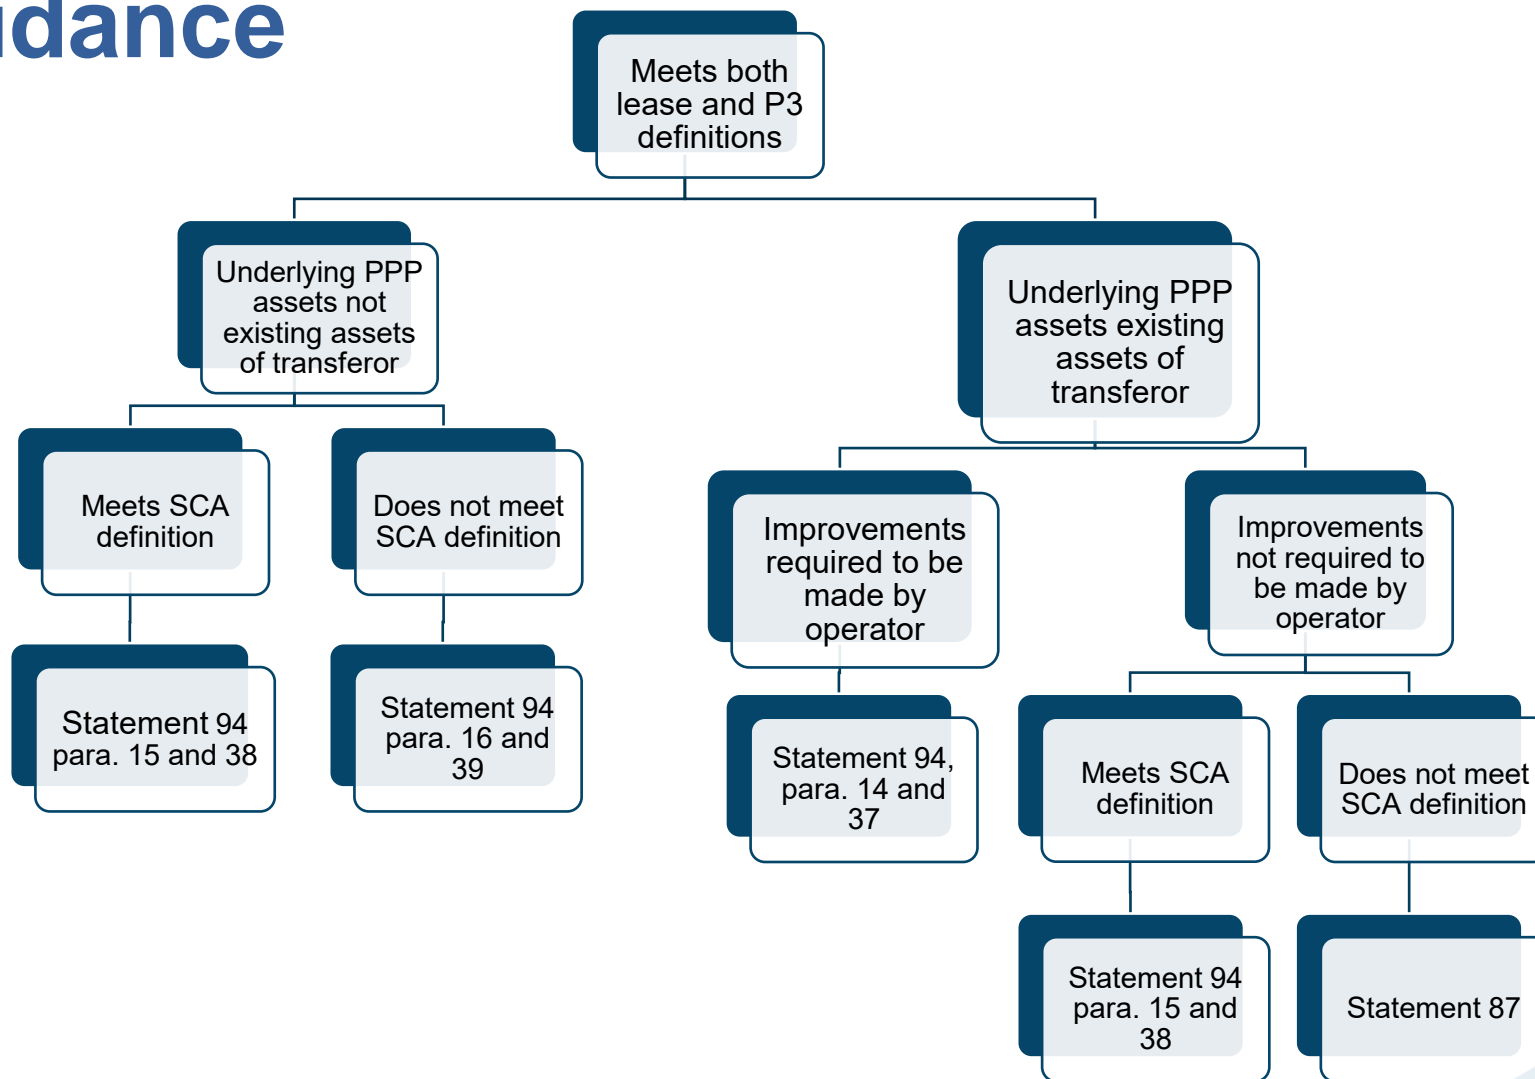 Meets both
lease and P3
definitions
Underlying PPP
assets not
existing assets
of transferor
Underlying PPP
assets existing
assets of
transferor
Meets SCA
definition
Does not meet
SCA definition
Improvements
required to be
made by
operator
Improvements
not required to
be made by
operator
Statement 94
para. 15 and 38
Statement 94
para. 16 and
39
Statement 94,
para. 14 and
37
Meets SCA
definition
Does not meet
SCA definition
Statement 94
para. 15 and
38
Statement 87